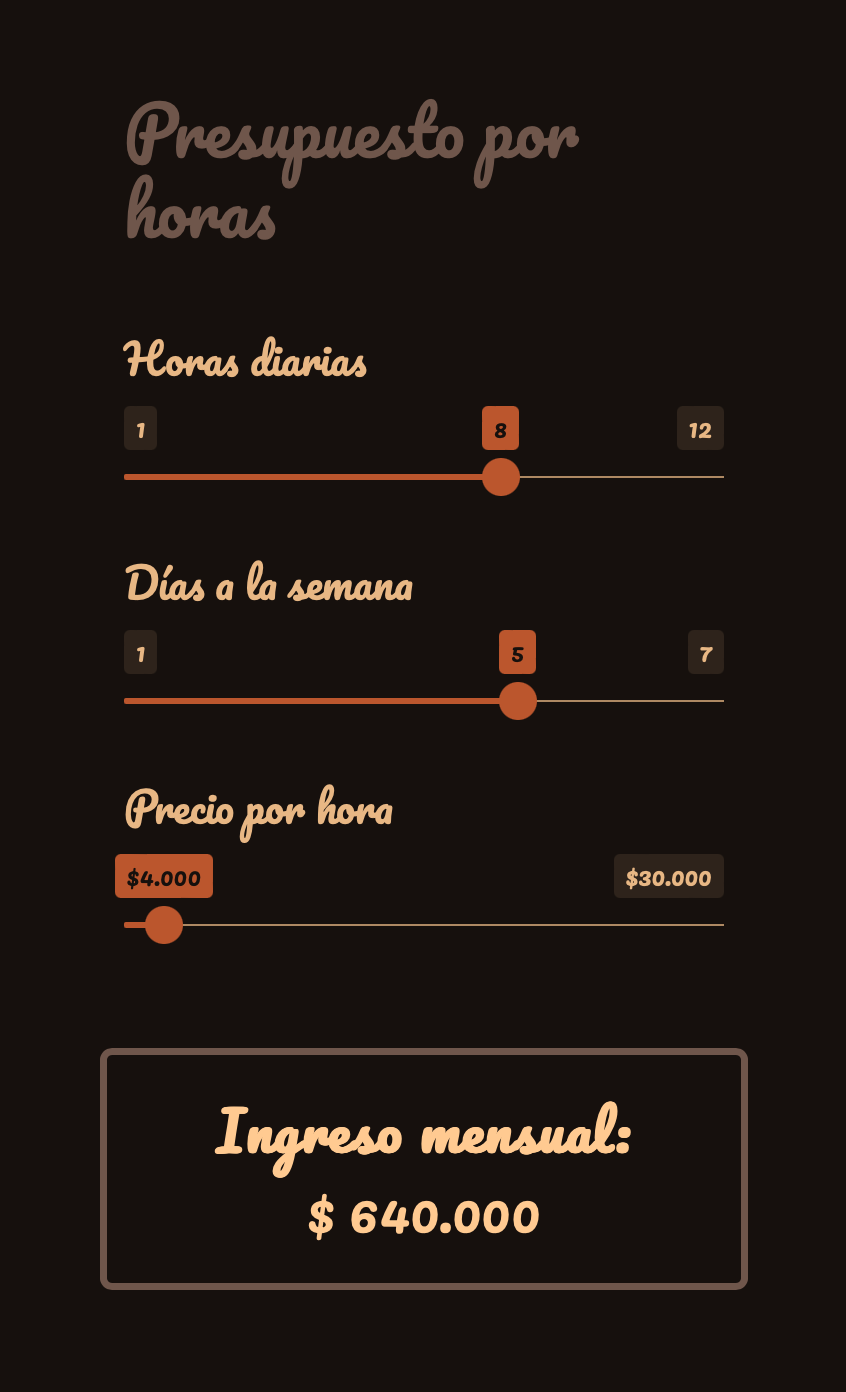 Presupuesto por
horas
Horas diarias
1 8 12
Días a la semana
1 5 7
Precio por hora
$4.000 $30.000
Ingreso mensual:
$ 640.000